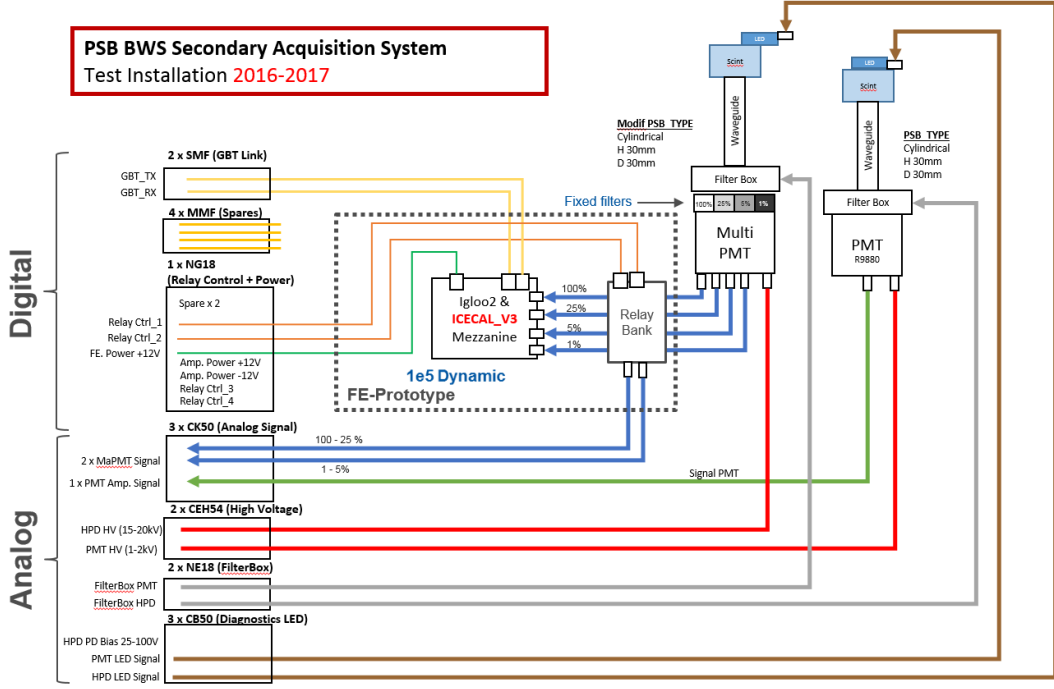 PSB BWS Secondary Acquisition System
Test Installation 2016-2017
LED
Scint
Waveguide
Modif PSB TYPE
Cylindrical
H 30mm
D 30mm
Filter Box
Fixed filters
100% 25% 5% 1%
Multi
PMT
LED
Scint
Waveguide
PSB TYPE
Cylindrical
H 30mm
D 30mm
Filter Box
PMT
R9880
Digital
2 x SMF (GBT Link)
GBT_TX
GBT_RX
4 x MMF (Spares)
1 x NG18
(Relay Control + Power)
Spare x 2
Relay Ctrl_1
Relay Ctrl_2
FE. Power +12V
Amp. Power +12V
Amp. Power -12V
Relay Ctrl_3
Relay Ctrl_4
Igloo2 &
ICECAL_V3
Mezzanine
100%
25%
5%
1%
Relay
Bank
1e5 Dynamic
FE-Prototype
Analog
3 x CK50 (Analog Signal)
100 - 25 %
2 x MaPMT Signal
1 - 5%
1 x PMT Amp. Signal
Signal PMT
2 x CEH54 (High Voltage)
HPD HV (15-20kV)
PMT HV (1-2kV)
2 x NE18 (FilterBox)
FilterBox PMT
FilterBox HPD
3 x CB50 (Diagnostics LED)
HPD PD Bias 25-100V
PMT LED Signal
HPD LED Signal